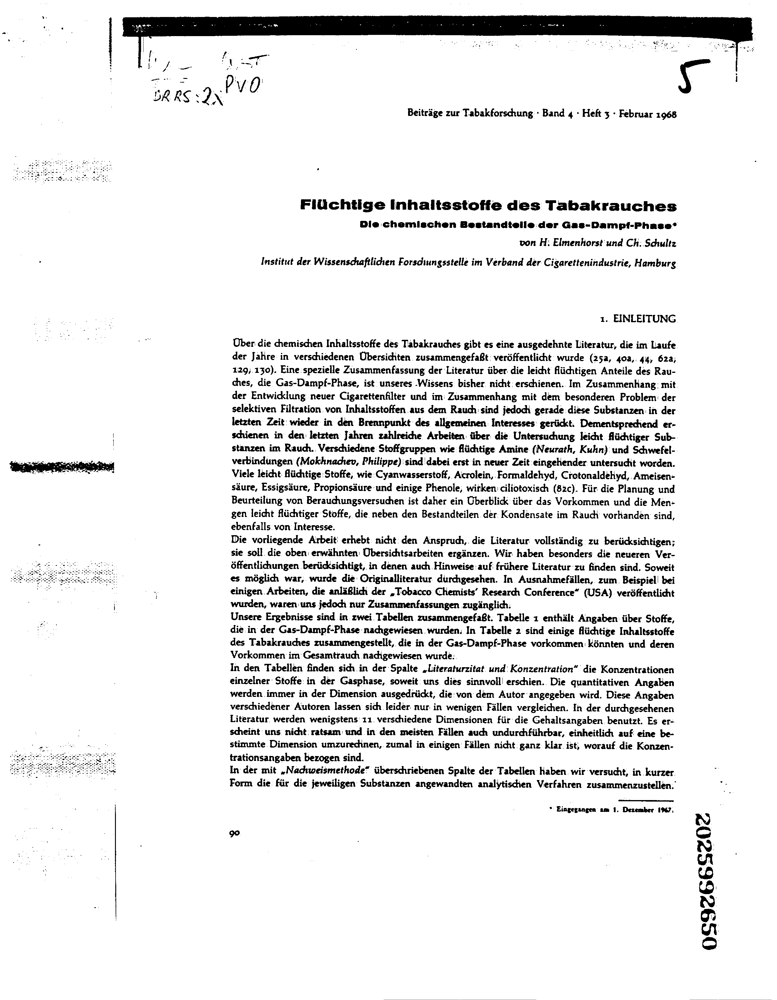 PVO
DR RS: 2x
5
Beiträge zur Tabakforschung · Band 4 · Heft 3 · Februar 1968
Flüchtige Inhaltsstoffe des Tabakrauches
Die chemischen Bestandteile der Gas-Dampf-Phase*
von H. Elmenhorst und Ch. Schultz
Institut der Wissenschaftlichen Forschungsstelle im Verband der Cigarettenindustrie, Hamburg
1. EINLEITUNG
Über die chemischen Inhaltsstoffe des Tabakrauches gibt es eine ausgedehnte Literatur, die im Laufe
der Jahre in verschiedenen Übersichten zusammengefaßt veröffentlicht wurde (25a, 40a, 44, 62a,
129, 130). Eine spezielle Zusammenfassung der Literatur über die leicht flüchtigen Anteile des Rau-
ches, die Gas-Dampf-Phase, ist unseres Wissens bisher nicht erschienen. Im Zusammenhang mit
der Entwicklung neuer Cigarettenfilter und im Zusammenhang mit dem besonderen Problem der
selektiven Filtration von Inhaltsstoffen aus dem Rauch sind jedoch gerade diese Substanzen in der
letzten Zeit wieder in den Brennpunkt des allgemeinen Interesses gerückt. Dementsprechend er-
schienen in den letzten Jahren zahlreiche Arbeiten über die Untersuchung leicht flüchtiger Sub-
stanzen im Rauch. Verschiedene Stoffgruppen wie flüchtige Amine (Neurath, Kuhn) und Schwefel-
verbindungen (Mokhnachev, Philippe) sind dabei erst in neuer Zeit eingehender untersucht worden.
Viele leicht flüchtige Stoffe, wie Cyanwasserstoff, Acrolein, Formaldehyd, Crotonaldehyd, Ameisen-
säure, Essigsäure, Propionsäure und einige Phenole, wirken ciliotoxisch (82c). Für die Planung und
Beurteilung von Berauchungsversuchen ist daher ein Überblick über das Vorkommen und die Men-
gen leicht flüchtiger Stoffe, die neben den Bestandteilen der Kondensate im Rauch vorhanden sind,
ebenfalls von Interesse.
Die vorliegende Arbeit erhebt nicht den Anspruch, die Literatur vollständig zu berücksichtigen;
sie soll die oben erwähnten Übersichtsarbeiten ergänzen. Wir haben besonders die neueren Ver-
öffentlichungen berücksichtigt, in denen auch Hinweise auf frühere Literatur zu finden sind. Soweit
es möglich war, wurde die Originalliteratur durchgesehen. In Ausnahmefällen, zum Beispiel bei
einigen Arbeiten, die anläßlich der „Tobacco Chemists' Research Conference" (USA) veröffentlicht
wurden, waren uns jedoch nur Zusammenfassungen zugänglich.
Unsere Ergebnisse sind in zwei Tabellen zusammengefaßt. Tabelle 1 enthält Angaben über Stoffe,
die in der Gas-Dampf-Phase nachgewiesen wurden. In Tabelle 2 sind einige flüchtige Inhaltsstoffe
des Tabakrauches zusammengestellt, die in der Gas-Dampf-Phase vorkommen könnten und deren
Vorkommen im Gesamtrauch nachgewiesen wurde.
In den Tabellen finden sich in der Spalte „Literaturzitat und Konzentration" die Konzentrationen
einzelner Stoffe in der Gasphase, soweit uns dies sinnvoll erschien. Die quantitativen Angaben
werden immer in der Dimension ausgedrückt, die von dem Autor angegeben wird. Diese Angaben
verschiedener Autoren lassen sich leider nur in wenigen Fällen vergleichen. In der durchgesehenen
Literatur werden wenigstens 11 verschiedene Dimensionen für die Gehaltsangaben benutzt. Es er-
scheint uns nicht ratsam und in den meisten Fällen auch undurchführbar, einheitlich auf eine be-
stimmte Dimension umzurechnen, zumal in einigen Fällen nicht ganz klar ist, worauf die Konzen-
trationsangaben bezogen sind.
In der mit „Nachweismethode" überschriebenen Spalte der Tabellen haben wir versucht, in kurzer
Form die für die jeweiligen Substanzen angewandten analytischen Verfahren zusammenzustellen.
* Eingegangen am 1. Dezember 1967.
90
2025992650